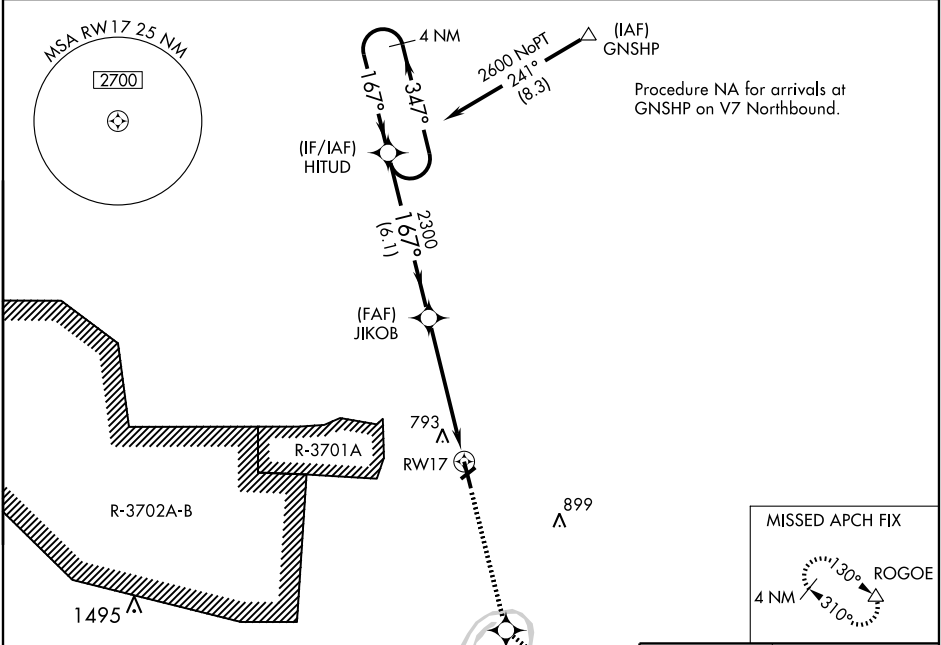 MSA RW17 25 NM
2700
4 NM
167°
347°
2600 NoPT
241°
(8.3)
(IAF)
GNSHP
Procedure NA for arrivals at
GNSHP on V7 Northbound.
(IF/IAF)
HITUD
2300
167°
(6.1)
(FAF)
JIKOB
793
RW17
R-3701A
R-3702A-B
899
1495
MISSED APCH FIX
130°
ROGOE
4 NM
310°